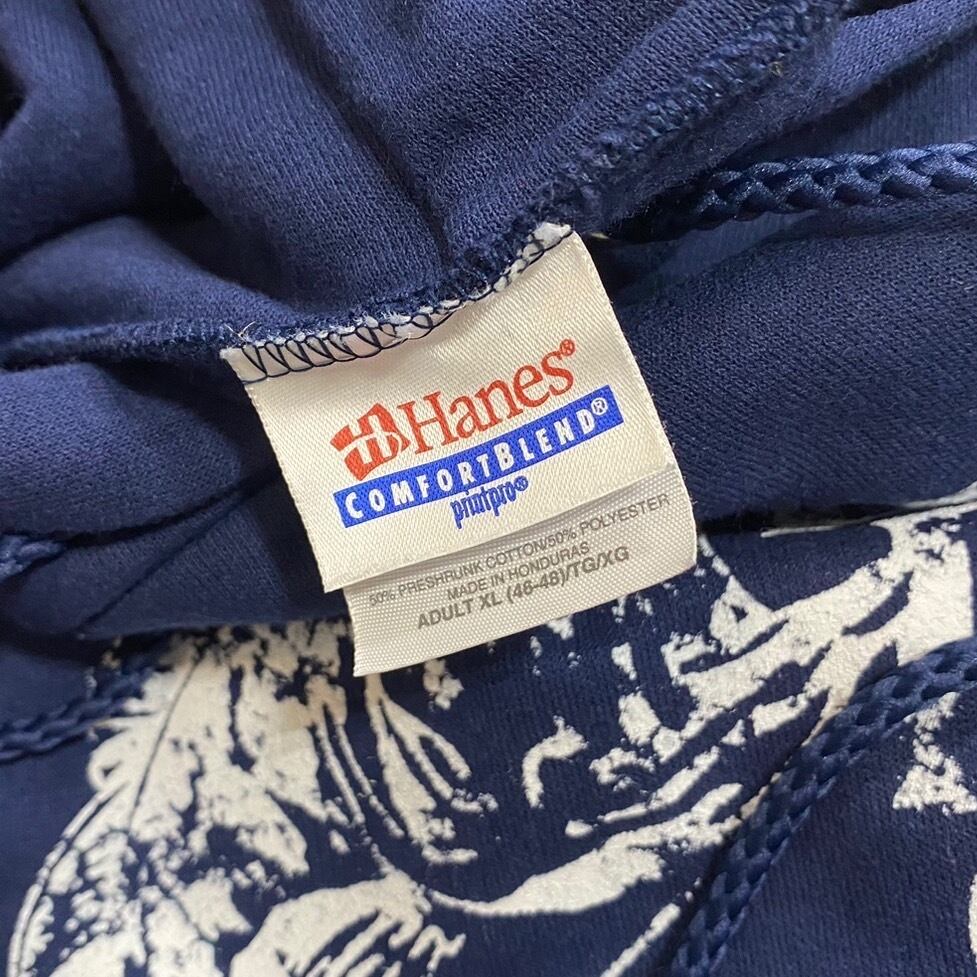 Hanes®
COMFORTBLEND®
printpro®
50% PRESHRUNK COTTON/50% POLYESTER
MADE IN HONDURAS
ADULT XL (46-48)/TG/XG